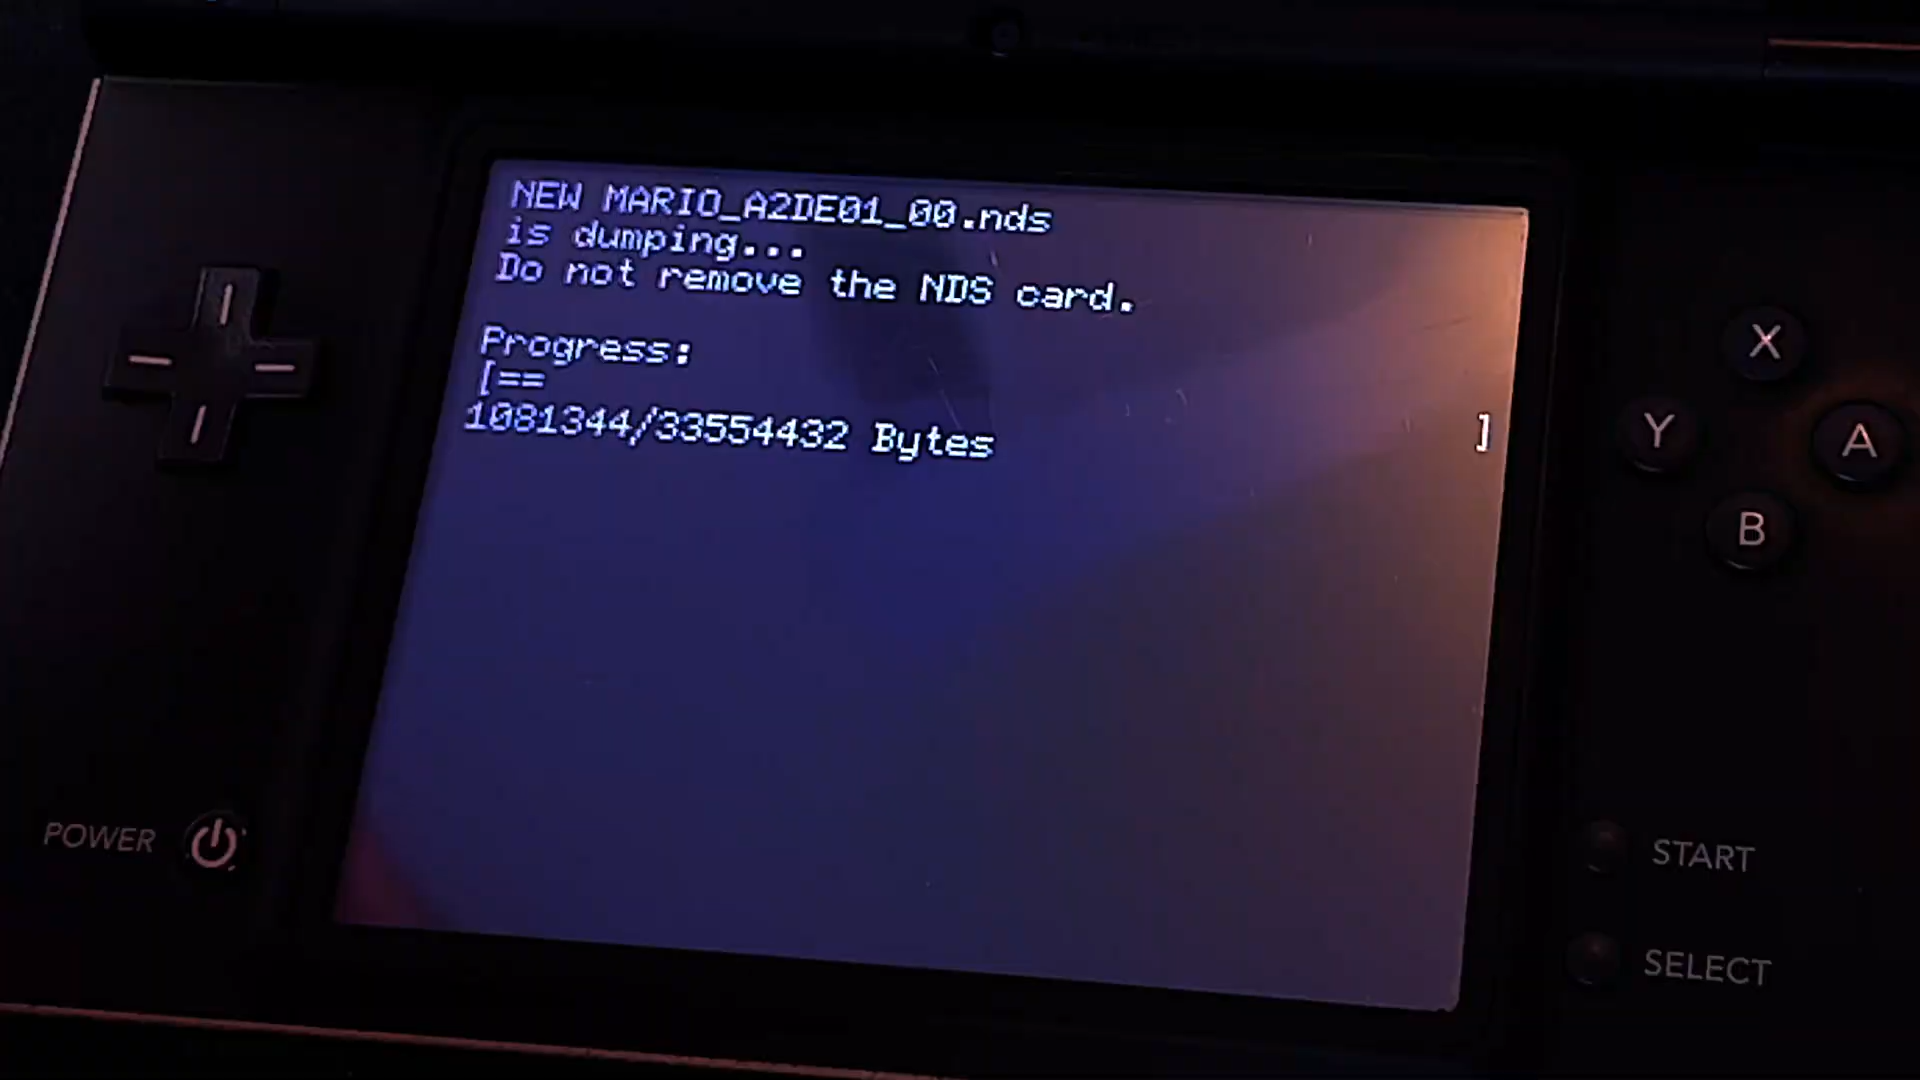 NEW MARIO_A2DE01_00.nds
is dumping...
Do not remove the NDS card.
Progress:
[== ]
1081344/33554432 Bytes
X
Y
A
B
POWER
START
SELECT